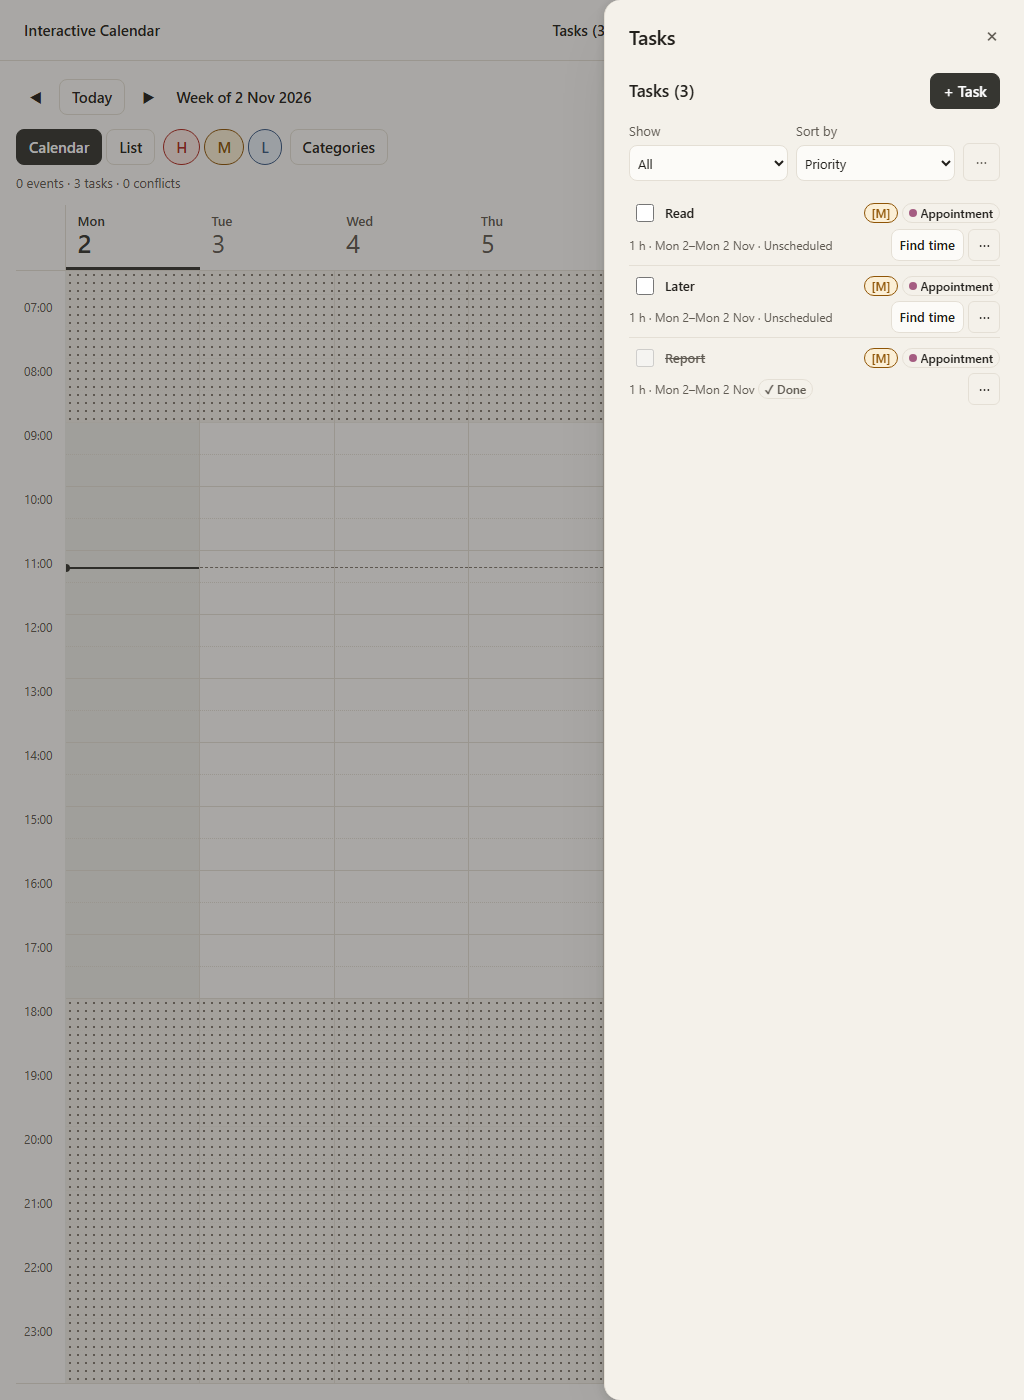 Interactive Calendar
Tasks (3
◀ Today ▶ Week of 2 Nov 2026
Calendar List H M L Categories
0 events · 3 tasks · 0 conflicts
Mon Tue Wed Thu
2 3 4 5
07:00
08:00
09:00
10:00
11:00
12:00
13:00
14:00
15:00
16:00
17:00
18:00
19:00
20:00
21:00
22:00
23:00
Tasks ×
Tasks (3) + Task
Show Sort by
All Priority ...
Read [M] Appointment
1 h · Mon 2–Mon 2 Nov · Unscheduled Find time ...
Later [M] Appointment
1 h · Mon 2–Mon 2 Nov · Unscheduled Find time ...
Report [M] Appointment
1 h · Mon 2–Mon 2 Nov ✓ Done ...